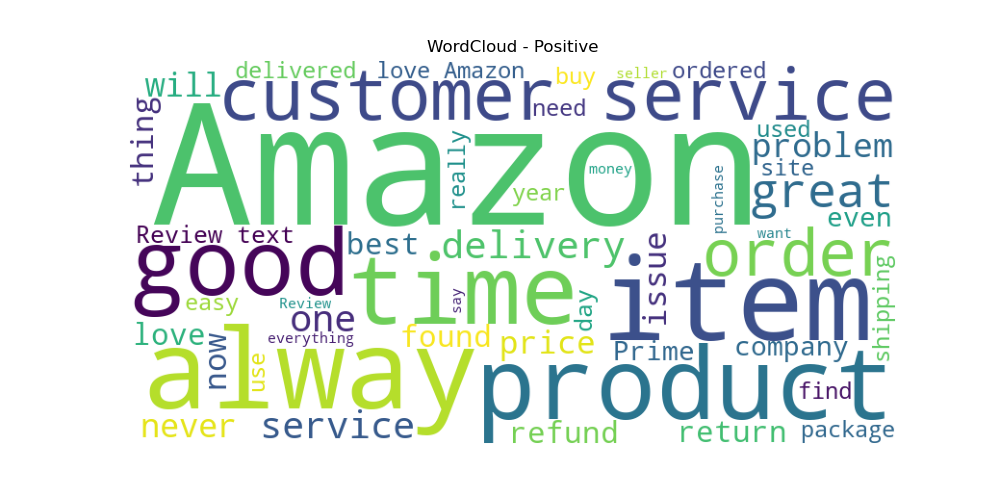 WordCloud - Positive
will
delivered
love Amazon
buy
seller
ordered
thing
customer service
need
Amazon
really
year
money
purchase
used
problem
site
great
even
Review text
good
best
delivery
time
want
order
issue
item
shipping
easy
Review
one
say
day
love
now
everything
use
found
price
Prime
company
alway
product
find
never
service
refund
return
package